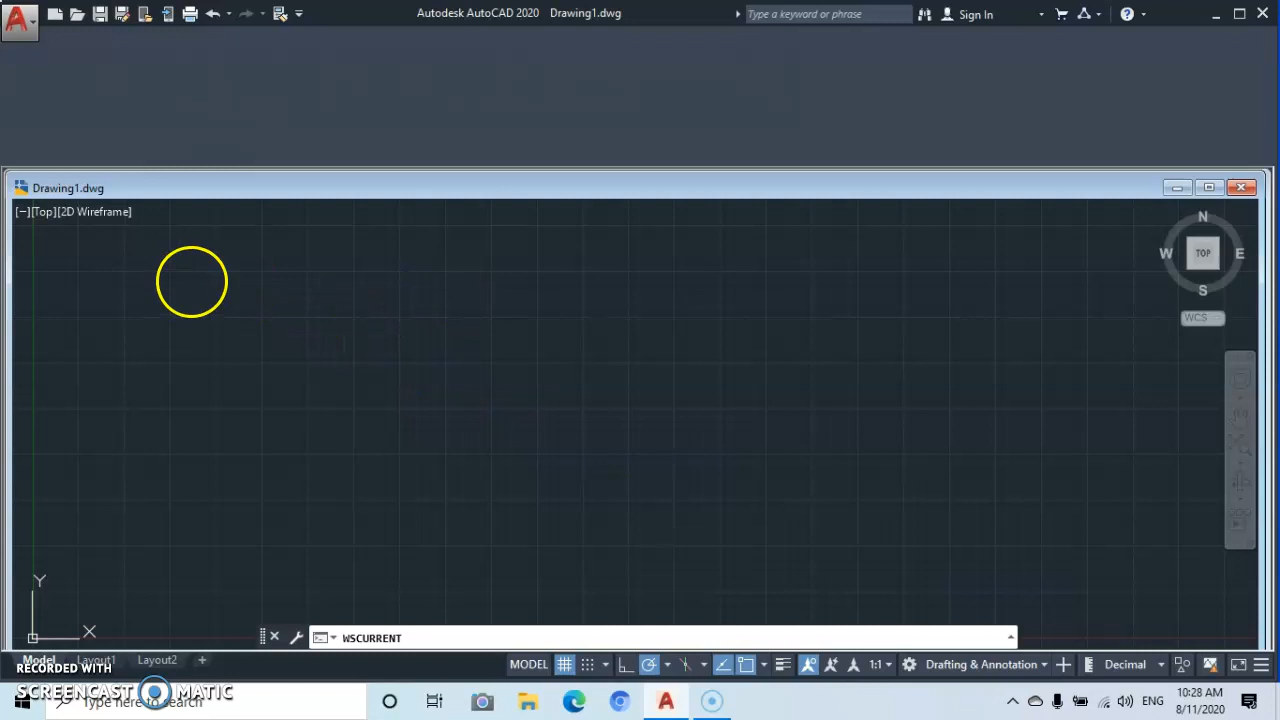 Autodesk AutoCAD 2020 Drawing1.dwg
Type a keyword or phrase
Sign In
Drawing1.dwg
[−][Top][2D Wireframe]
N
W TOP E
S
WCS
Y
X
WSCURRENT
Model Layout1 Layout2 +
MODEL 1:1 Drafting & Annotation Decimal
RECORDED WITH
SCREENCAST MATIC
Type here to search
ENG
10:28 AM
8/11/2020